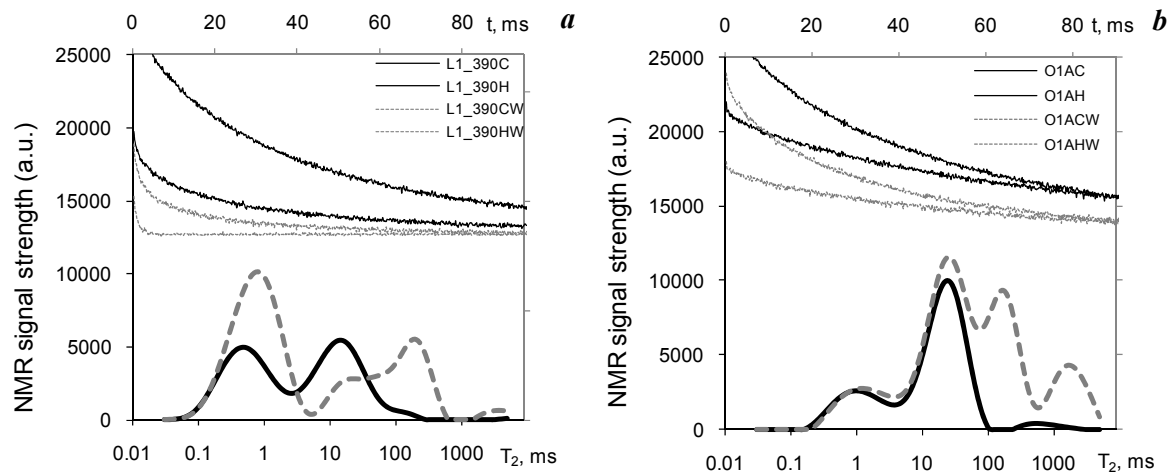 0 20 40 60 80 t, ms a
25000
20000
15000
10000
5000
0
NMR signal strength (a.u.)
L1_390C
L1_390H
L1_390CW
L1_390HW
0.01 0.1 1 10 100 1000 T2, ms
0 20 40 60 80 t, ms b
25000
20000
15000
10000
5000
0
NMR signal strength (a.u.)
O1AC
O1AH
O1ACW
O1AHW
0.01 0.1 1 10 100 1000 T2, ms